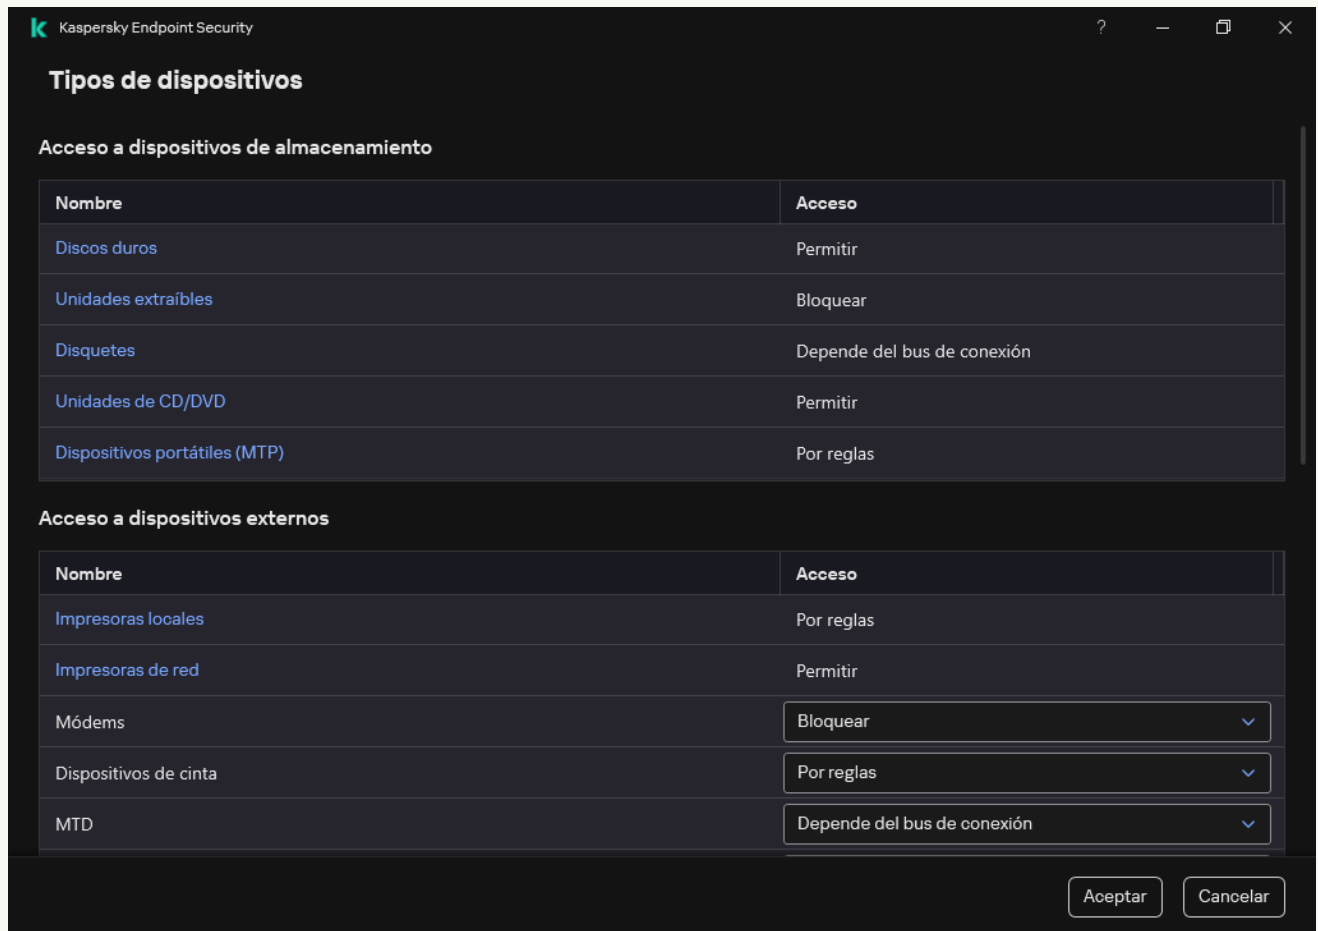 Kaspersky Endpoint Security ?
Tipos de dispositivos
Acceso a dispositivos de almacenamiento
Nombre Acceso
Discos duros Permitir
Unidades extraíbles Bloquear
Disquetes Depende del bus de conexión
Unidades de CD/DVD Permitir
Dispositivos portátiles (MTP) Por reglas
Acceso a dispositivos externos
Nombre Acceso
Impresoras locales Por reglas
Impresoras de red Permitir
Módems Bloquear
Dispositivos de cinta Por reglas
MTD Depende del bus de conexión
Aceptar Cancelar